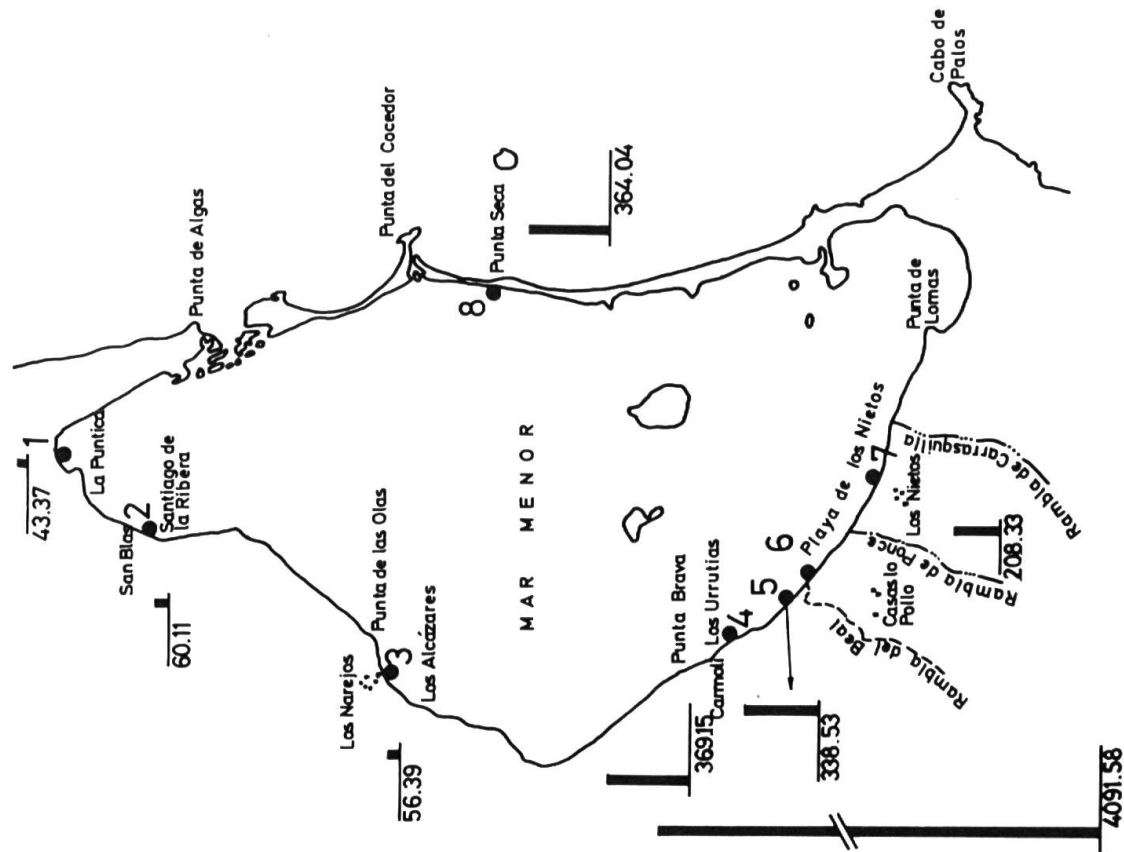 Cabo de
Palos
Punta del Cocedor
Punta de Algas
Punta Seca
364.04
8
1
La Puntica
43.37
San Blas
2
Santiago de
la Ribera
60.11
Punta de las Olas
Los Narejos
3
Los Alcázares
56.39
MAR MENOR
Punta de
Lomas
Punta Brava
Los Urrutias
Carmolí
4
5
6
Playa de los Nietos
7
Los Nietos
Rambla de Carrasquilla
Rambla de Ponce
208.33
Casas lo
Pollo
Rambla del Beal
369.15
338.53
4091.58